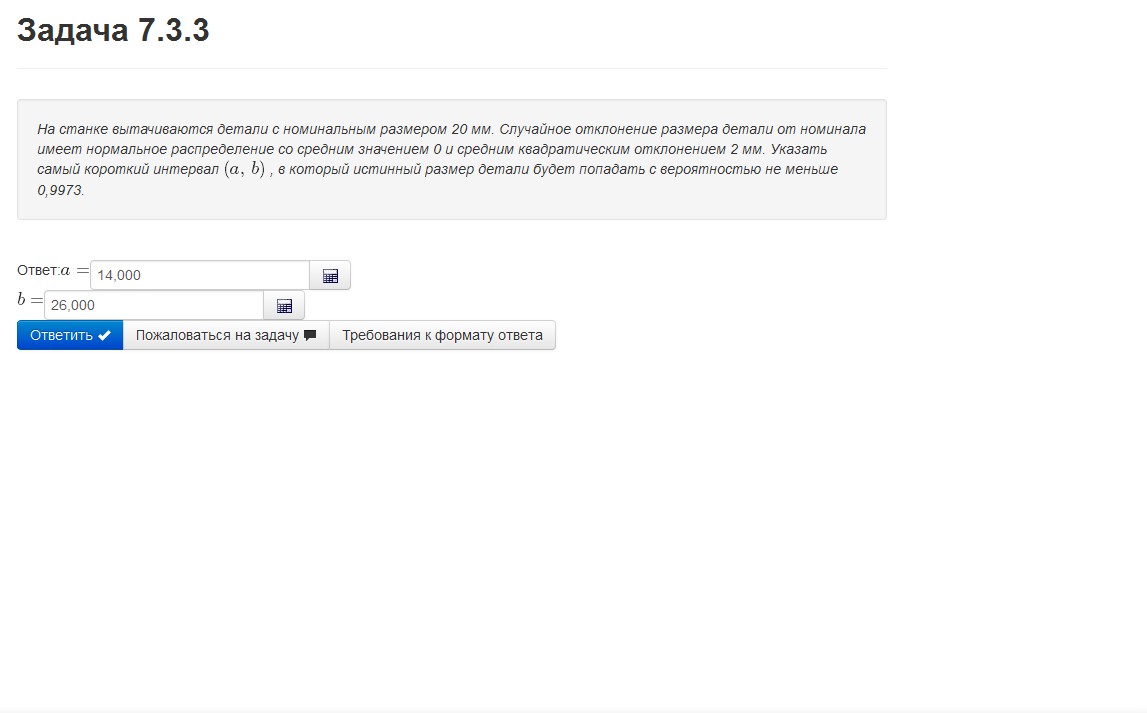 Задача 7.3.3
На станке вытачиваются детали с номинальным размером 20 мм. Случайное отклонение размера детали от номинала
имеет нормальное распределение со средним значением 0 и средним квадратическим отклонением 2 мм. Указать
самый короткий интервал (a, b) , в который истинный размер детали будет попадать с вероятностью не меньше
0,9973.
Ответ:a = 14,000
b = 26,000
Ответить Пожаловаться на задачу Требования к формату ответа